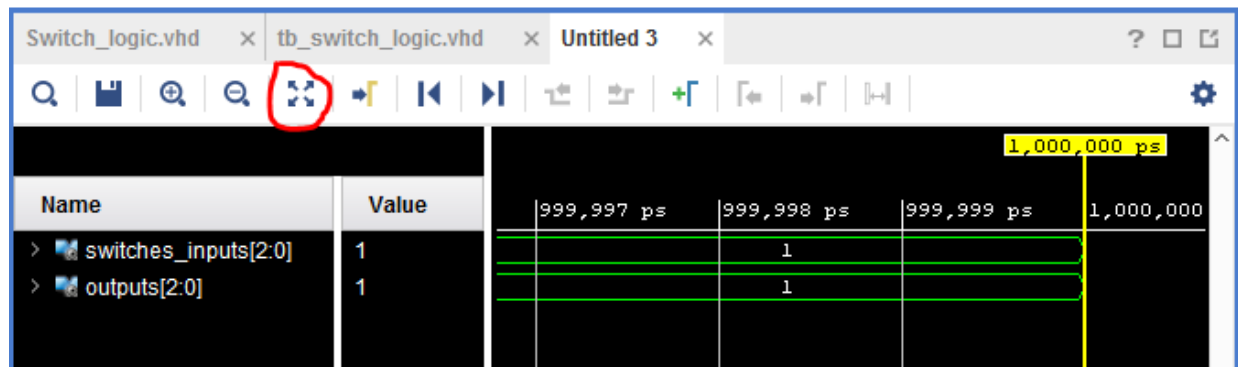 Switch_logic.vhd × tb_switch_logic.vhd × Untitled 3 × ?
1,000,000 ps
Name Value 999,997 ps 999,998 ps 999,999 ps 1,000,000
switches_inputs[2:0] 1 1
outputs[2:0] 1 1